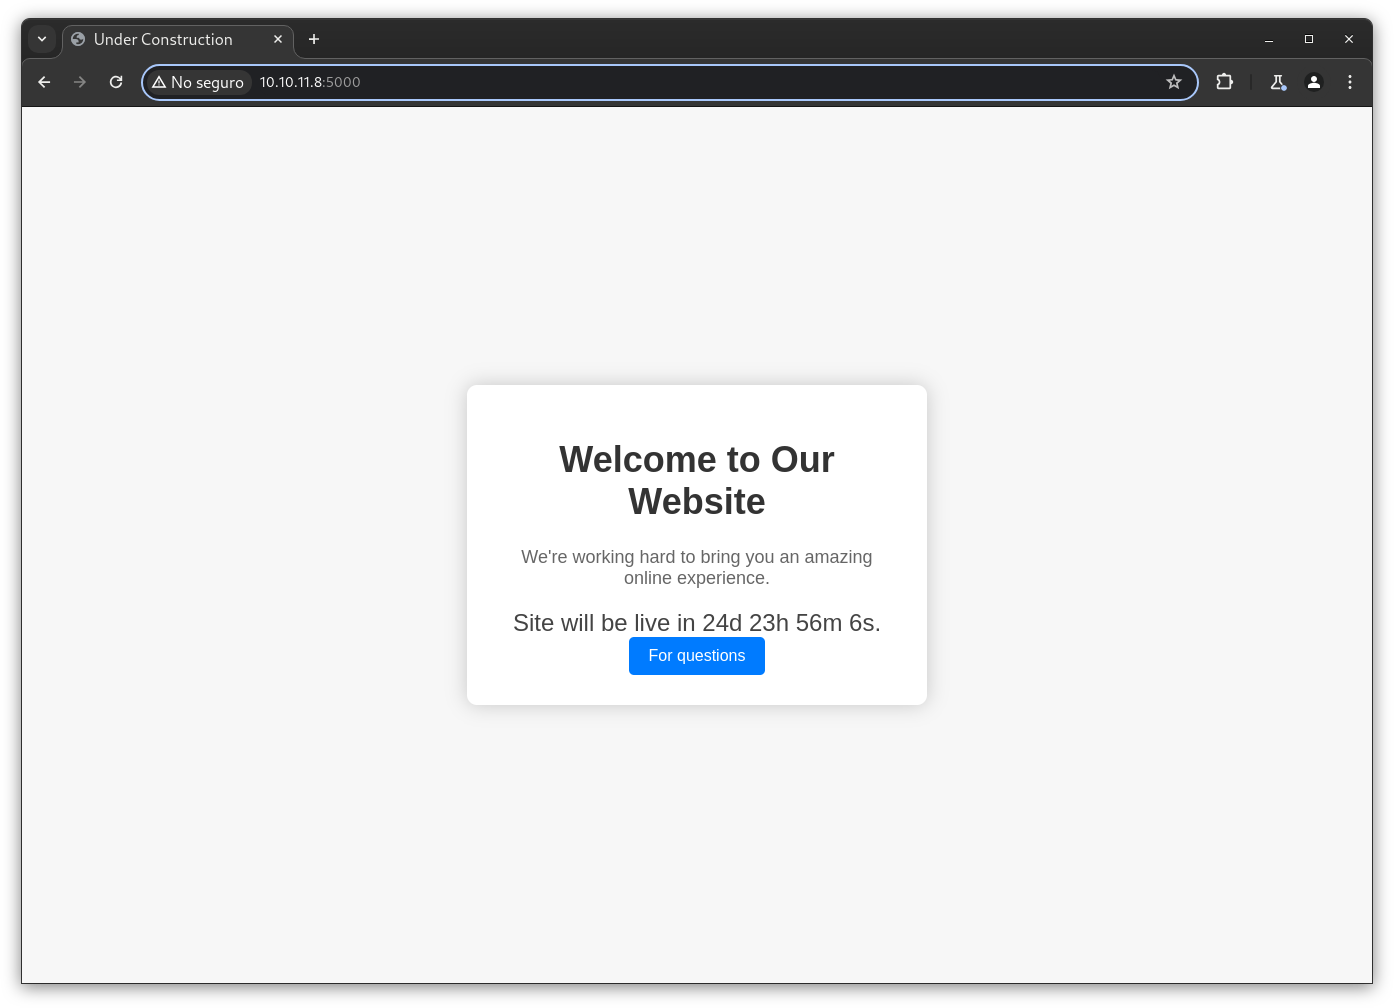 Under Construction
No seguro
10.10.11.8:5000
Welcome to Our
Website
We're working hard to bring you an amazing
online experience.
Site will be live in 24d 23h 56m 6s.
For questions